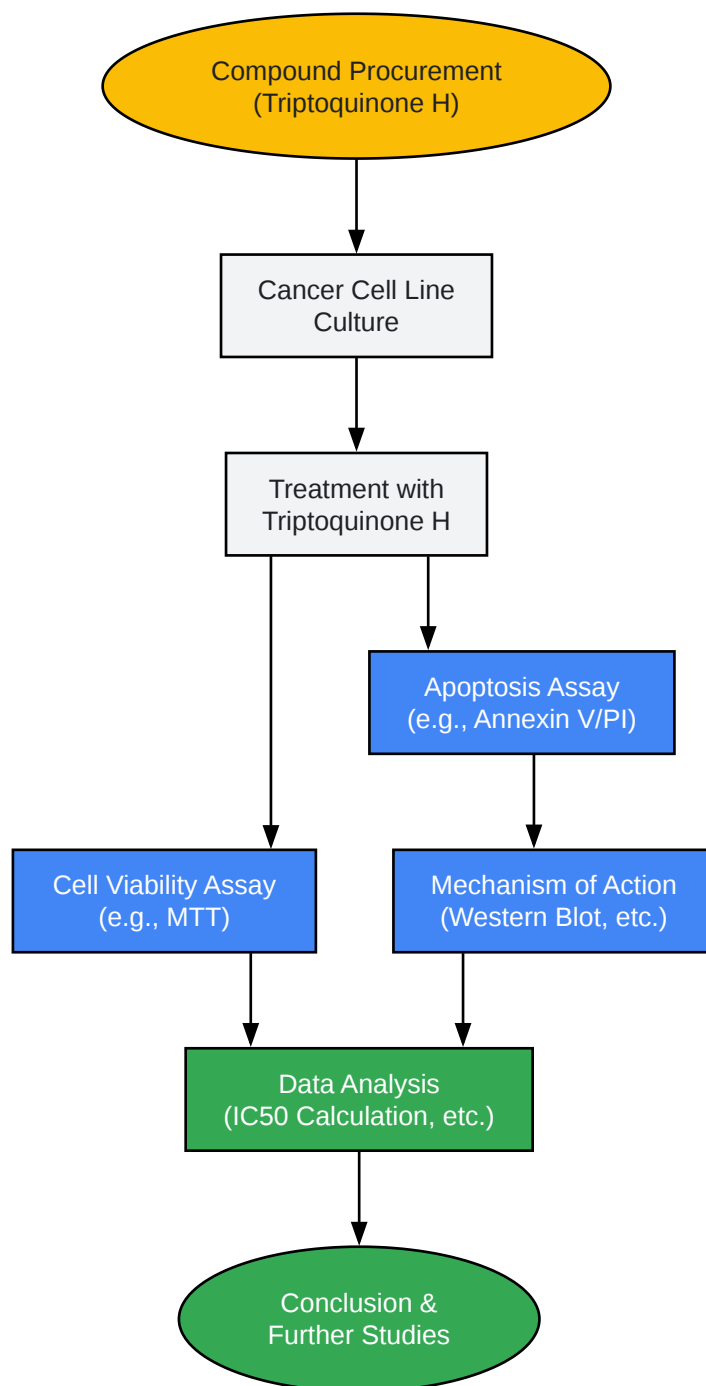 Compound Procurement
(Triptoquinone H)
Cancer Cell Line
Culture
Treatment with
Triptoquinone H
Apoptosis Assay
(e.g., Annexin V/PI)
Cell Viability Assay
(e.g., MTT)
Mechanism of Action
(Western Blot, etc.)
Data Analysis
(IC50 Calculation, etc.)
Conclusion &
Further Studies